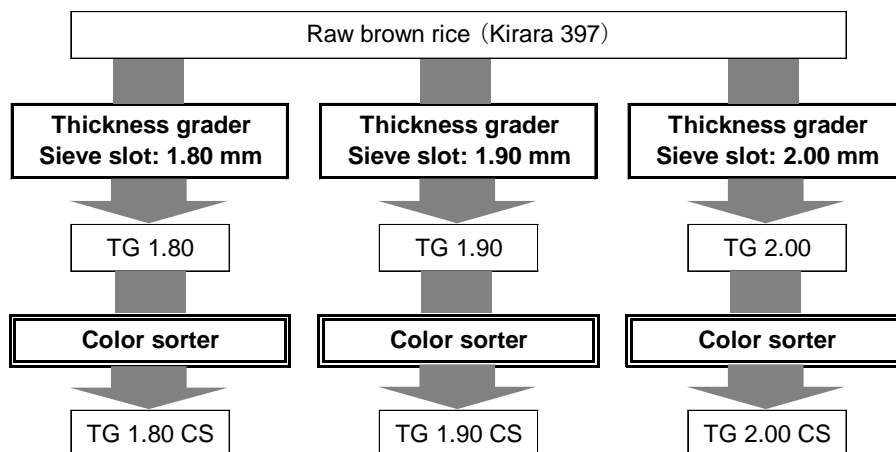 Raw brown rice（Kirara 397）
Thickness grader
Sieve slot: 1.80 mm
Thickness grader
Sieve slot: 1.90 mm
Thickness grader
Sieve slot: 2.00 mm
TG 1.80
TG 1.90
TG 2.00
Color sorter
Color sorter
Color sorter
TG 1.80 CS
TG 1.90 CS
TG 2.00 CS